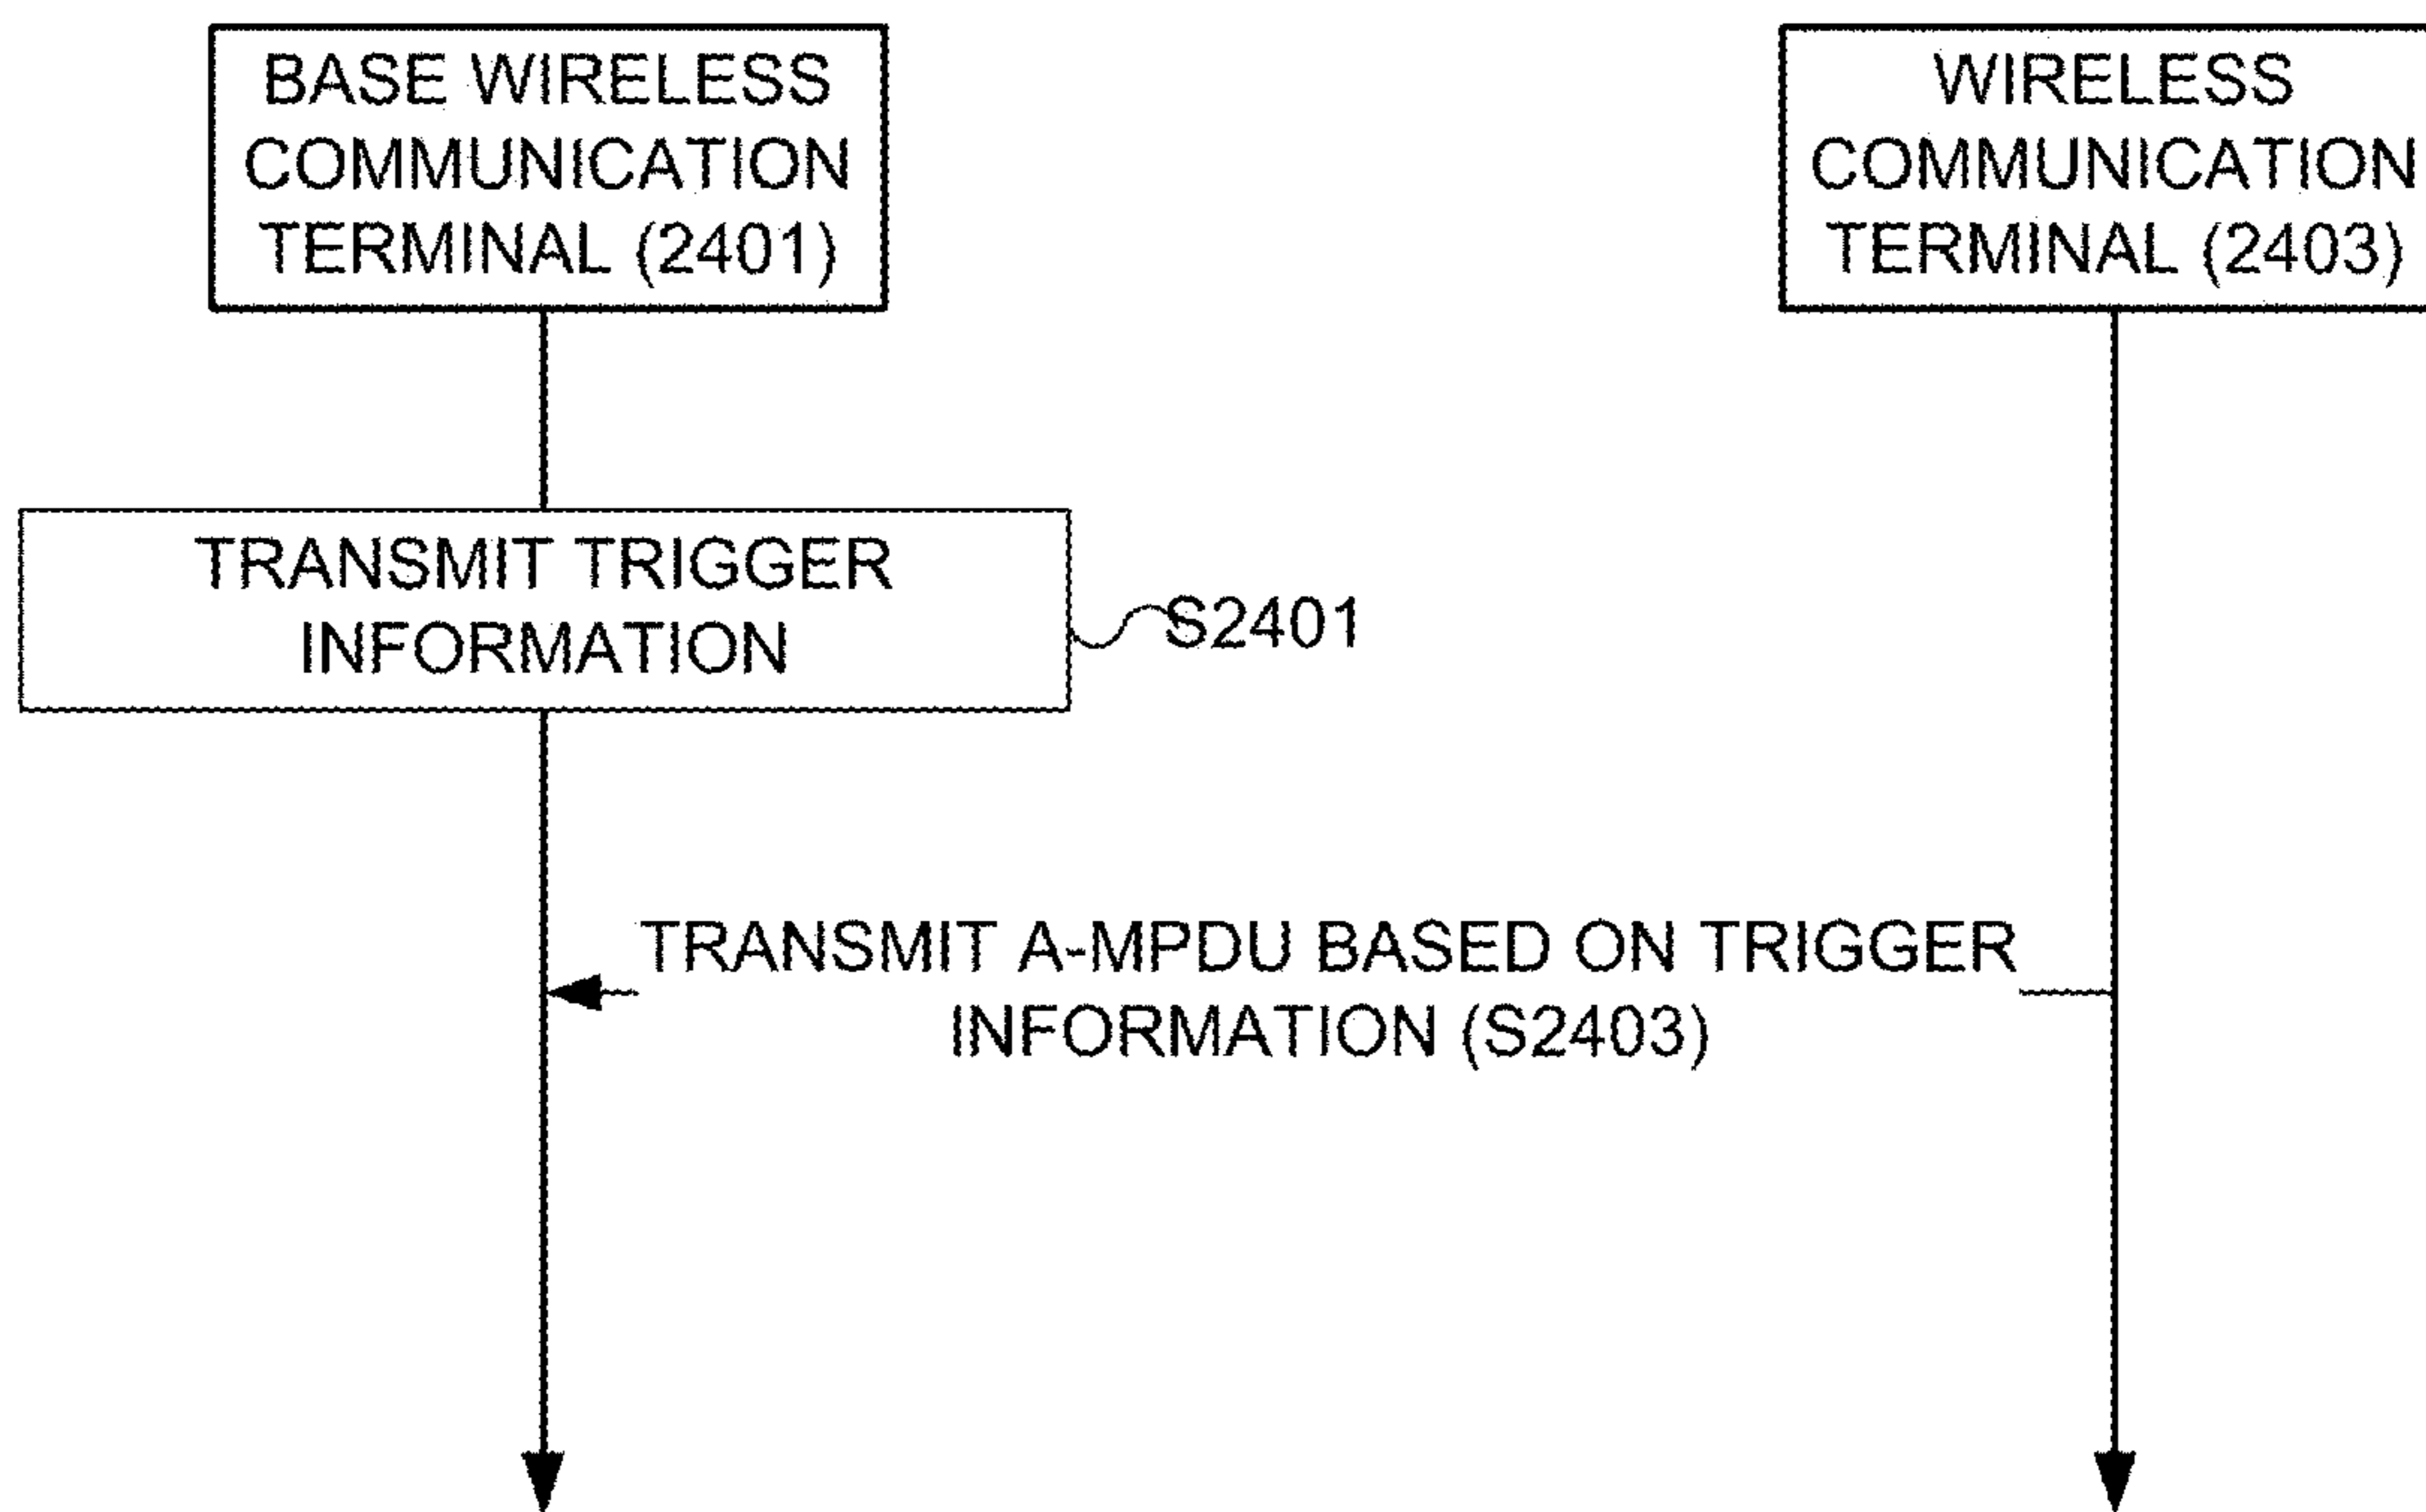 BASE WIRELESS
COMMUNICATION
TERMINAL (2401)
WIRELESS
COMMUNICATION
TERMINAL (2403)
TRANSMIT TRIGGER
INFORMATION
S2401
TRANSMIT A-MPDU BASED ON TRIGGER
INFORMATION (S2403)